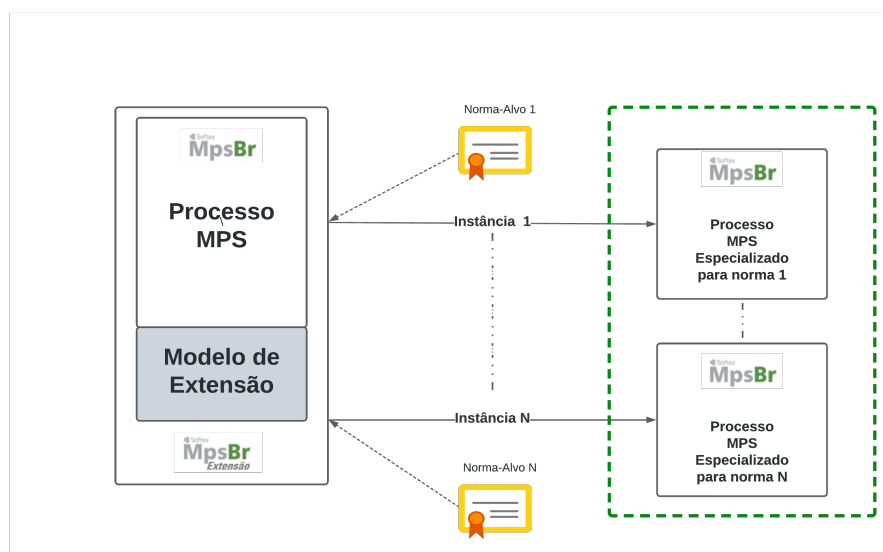 Softex
MpsBr
Processo
MPS
Modelo de
Extensão
Softex
MpsBr
Extensão
Norma-Alvo 1
Instância 1
Instância N
Norma-Alvo N
Softex
MpsBr
Processo
MPS
Especializado
para norma 1
Softex
MpsBr
Processo
MPS
Especializado
para norma N